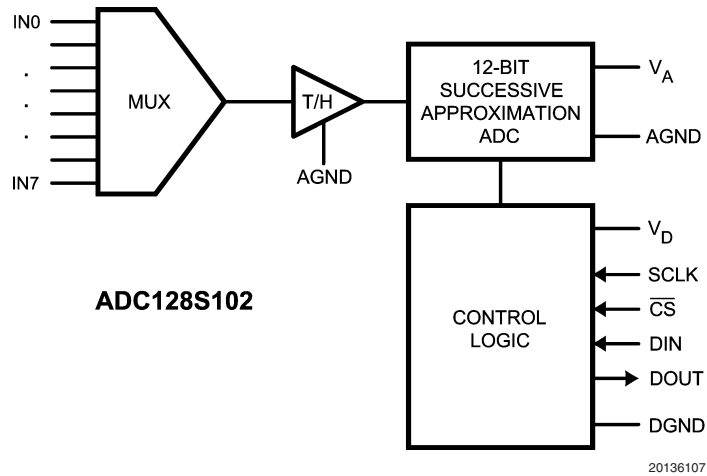 IN0
.
.
.
IN7
MUX
T/H
AGND
12-BIT
SUCCESSIVE
APPROXIMATION
ADC
VA
AGND
ADC128S102
CONTROL
LOGIC
VD
SCLK
C̅S̅
DIN
DOUT
DGND
20136107